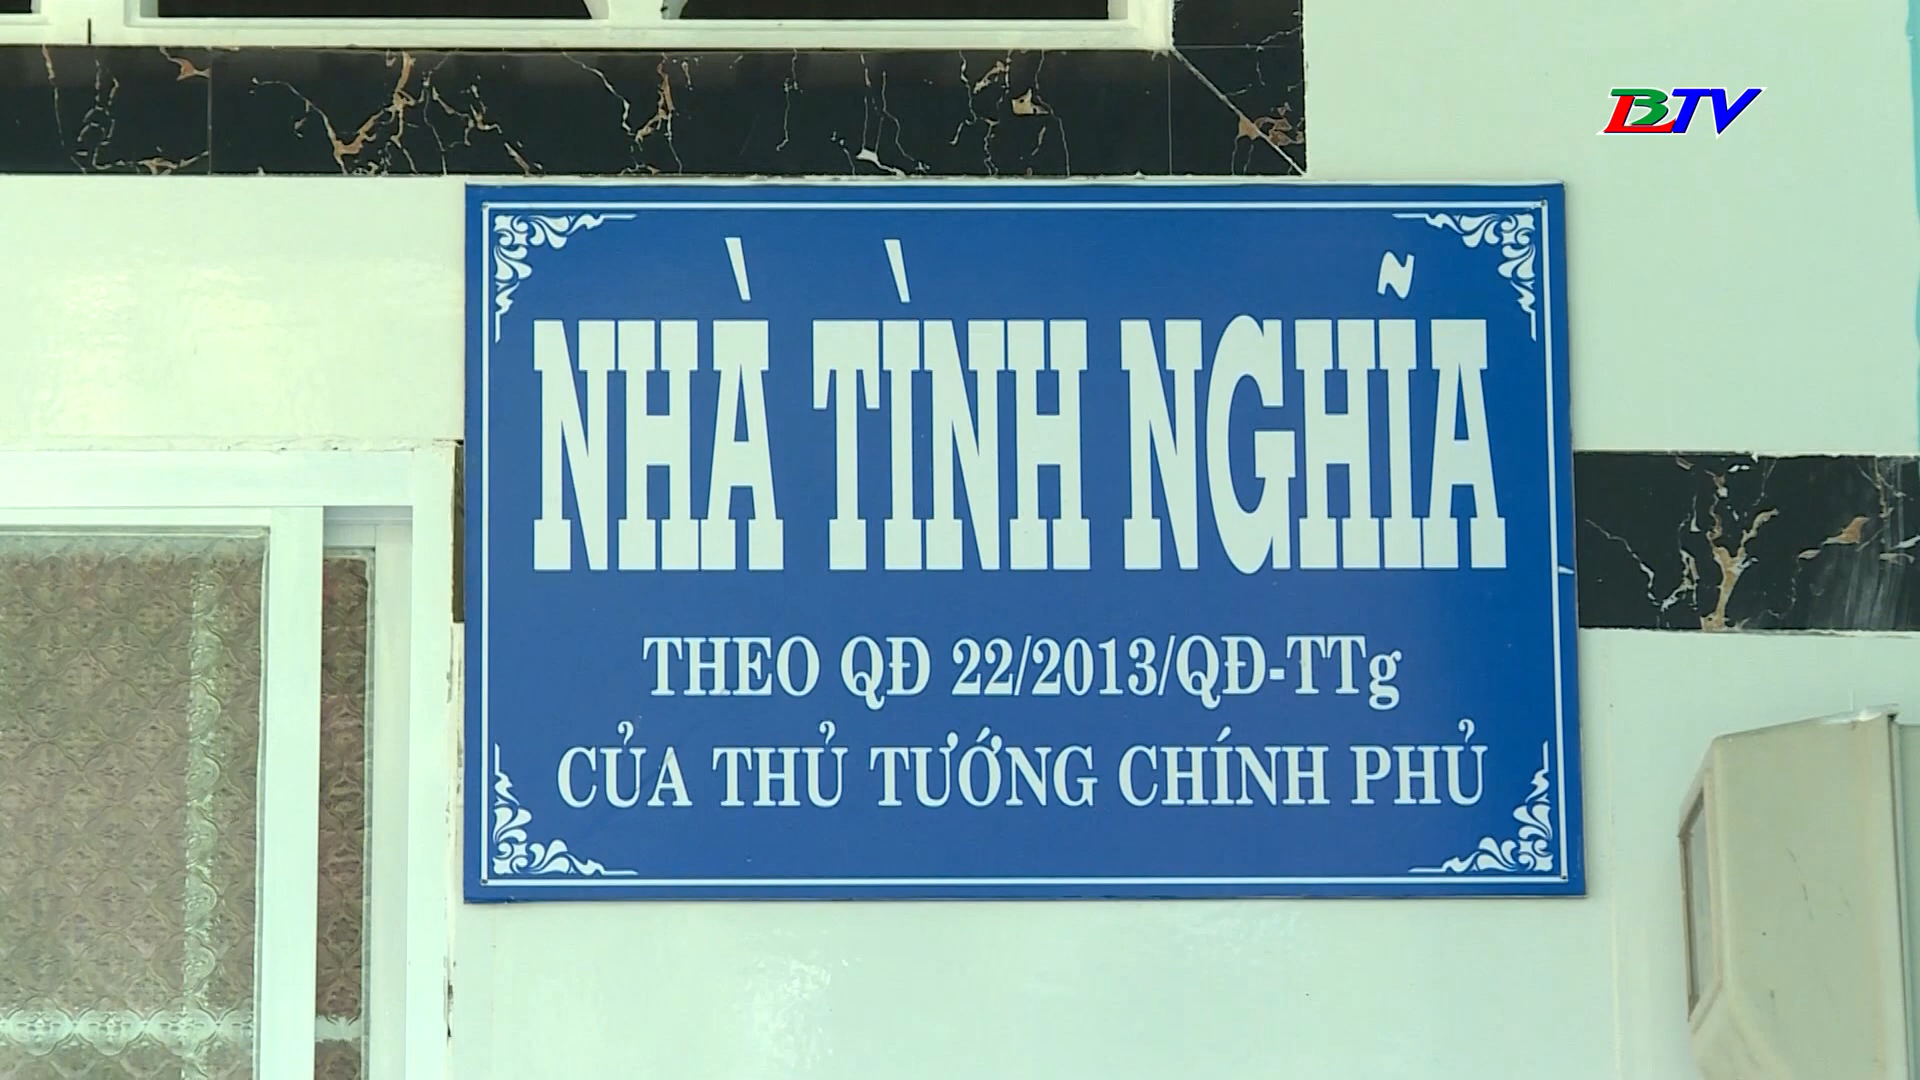 BTV
NHÀ TÌNH NGHĨA
THEO QĐ 22/2013/QĐ-TTg
CỦA THỦ TƯỚNG CHÍNH PHỦ